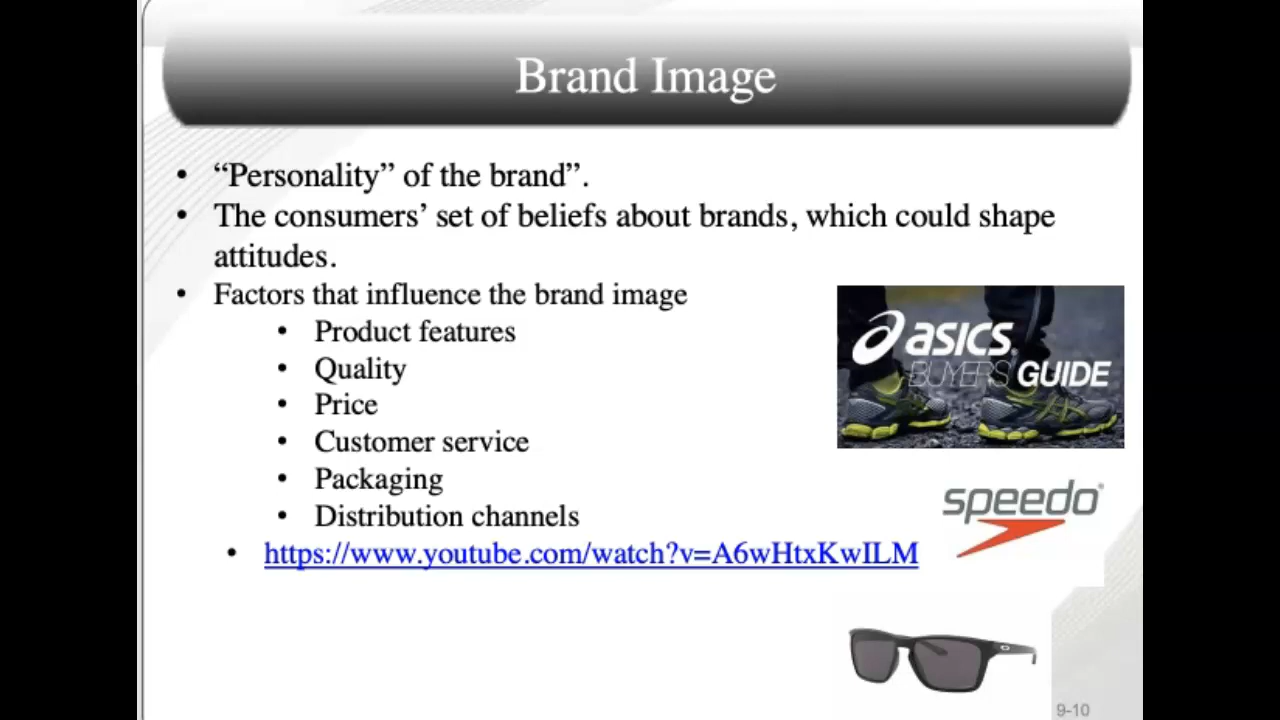 Brand Image
• “Personality” of the brand”.
• The consumers’ set of beliefs about brands, which could shape
attitudes.
• Factors that influence the brand image
• Product features
• Quality
• Price
• Customer service
• Packaging
• Distribution channels
• https://www.youtube.com/watch?v=A6wHtxKwILM
asics
BUYERS' GUIDE
speedo
9-10